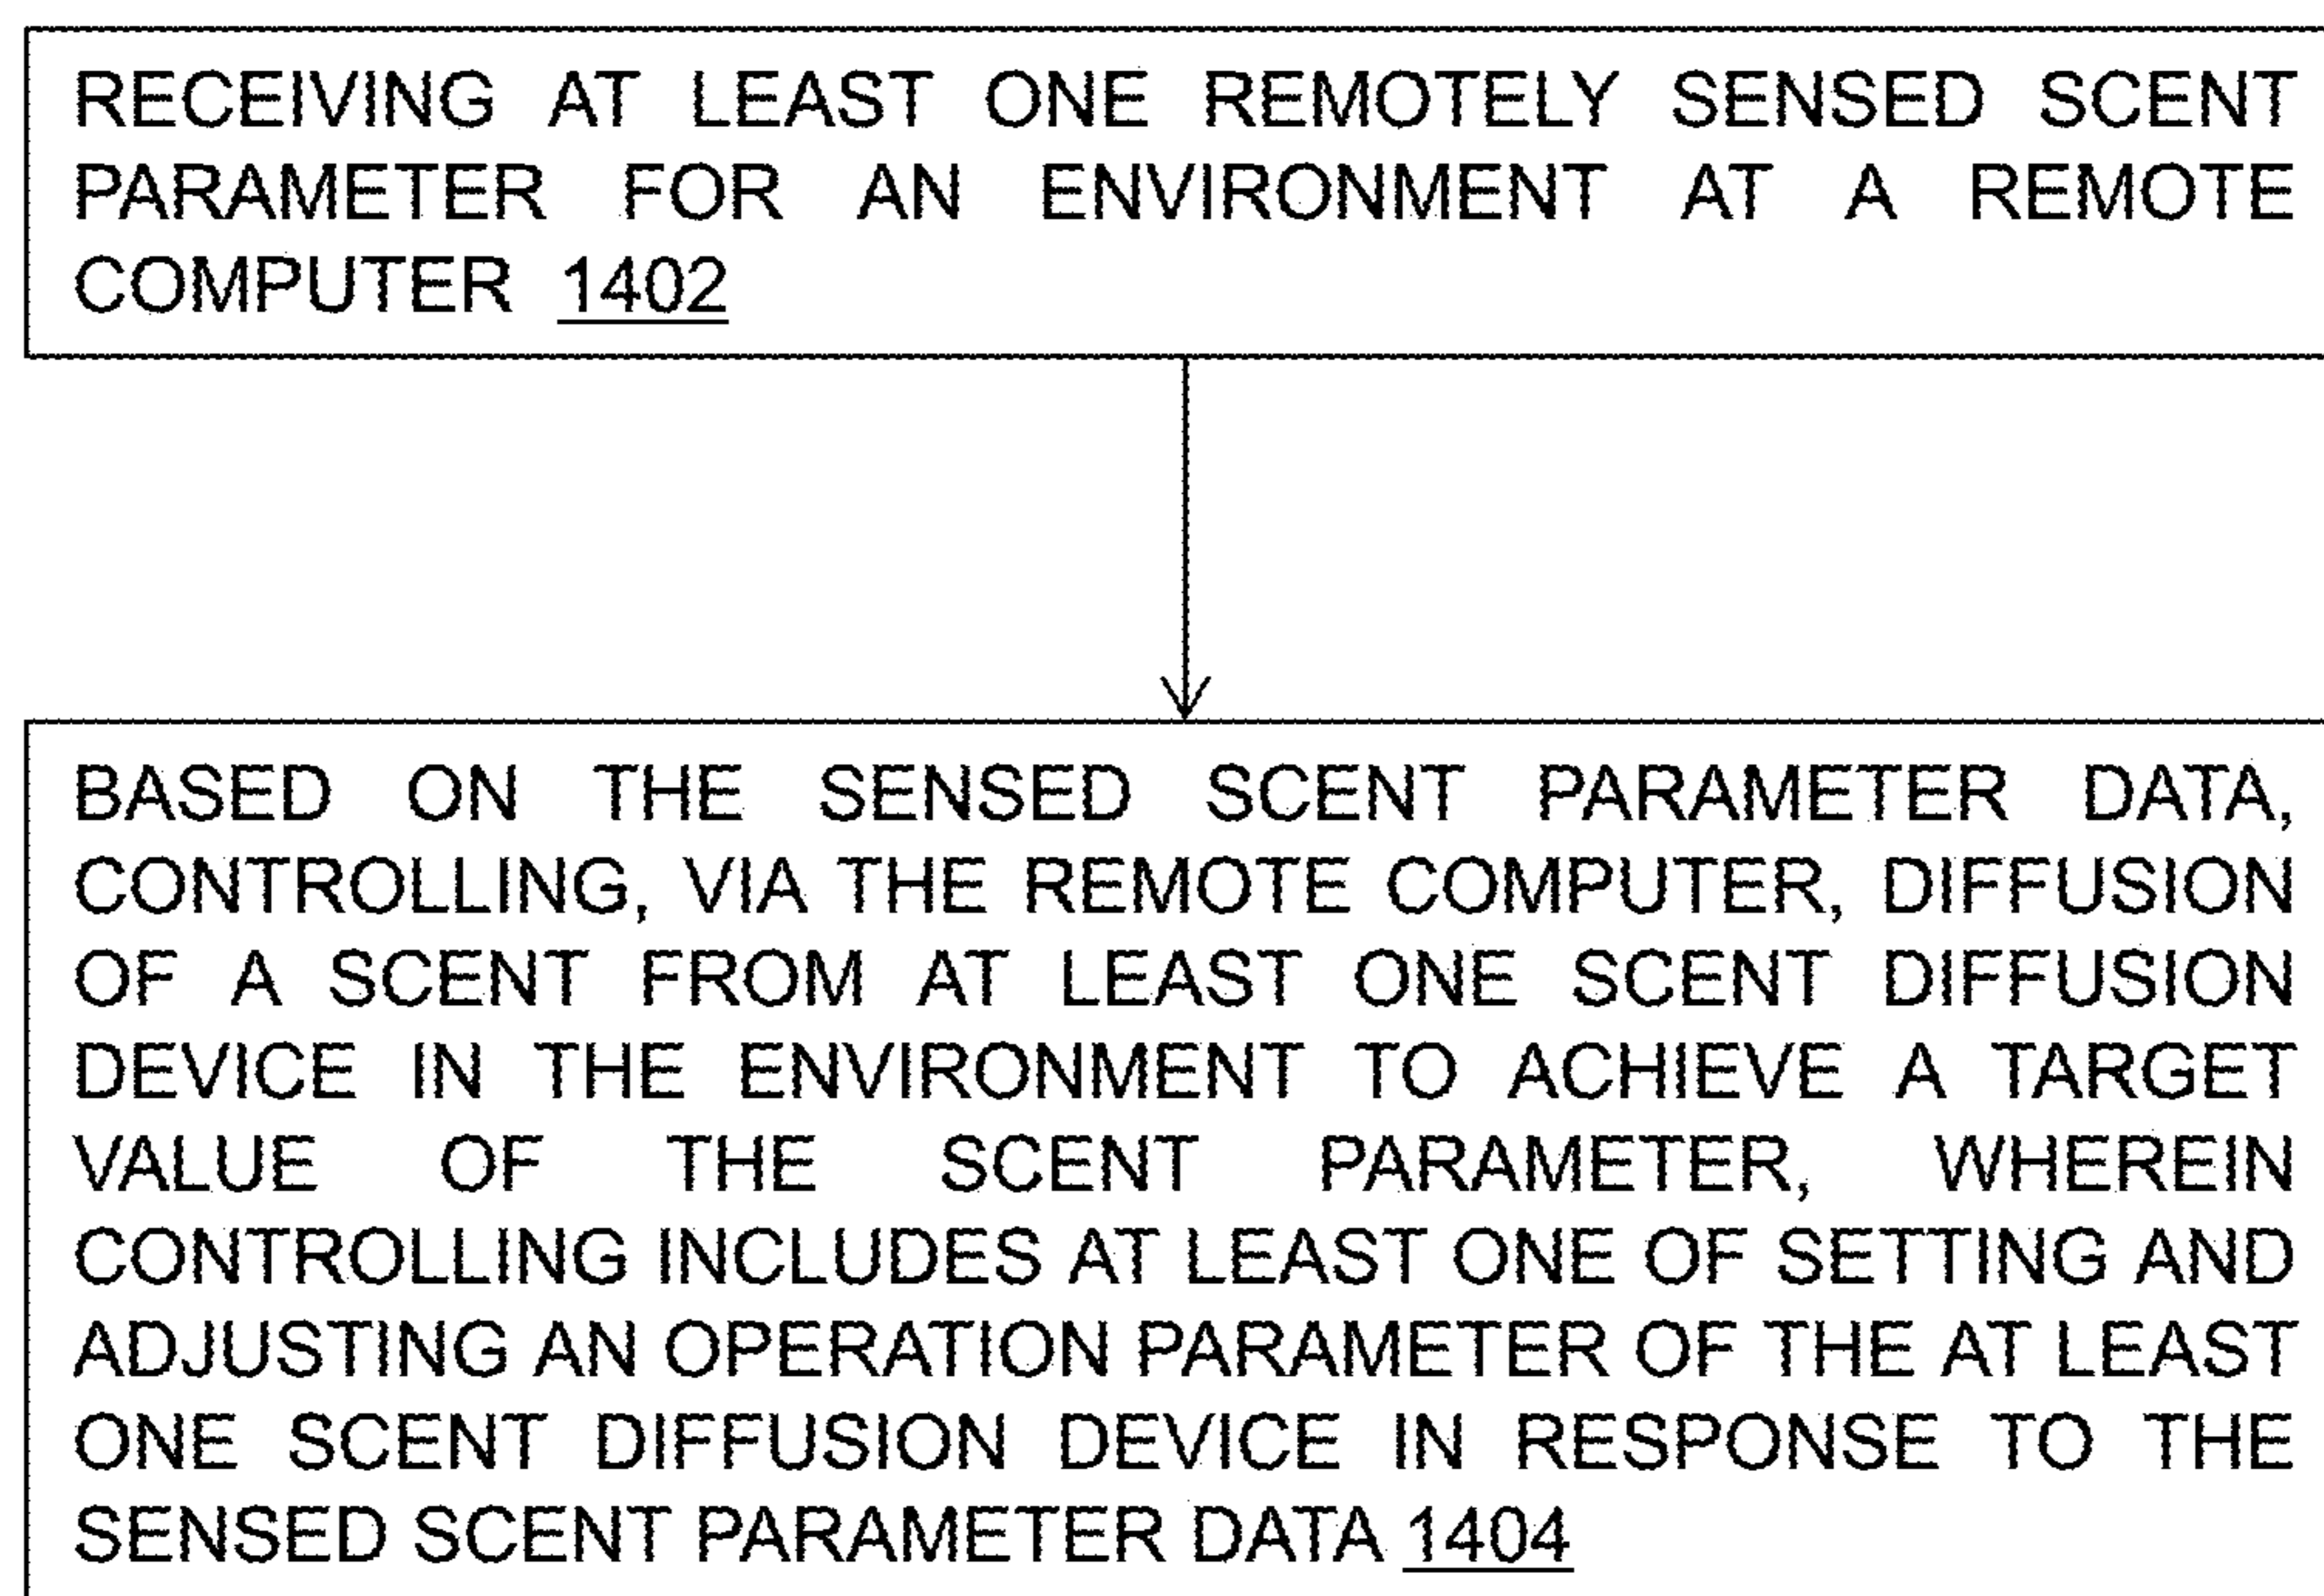 RECEIVING AT LEAST ONE REMOTELY SENSED SCENT
PARAMETER FOR AN ENVIRONMENT AT A REMOTE
COMPUTER 1402
BASED ON THE SENSED SCENT PARAMETER DATA,
CONTROLLING, VIA THE REMOTE COMPUTER, DIFFUSION
OF A SCENT FROM AT LEAST ONE SCENT DIFFUSION
DEVICE IN THE ENVIRONMENT TO ACHIEVE A TARGET
VALUE OF THE SCENT PARAMETER, WHEREIN
CONTROLLING INCLUDES AT LEAST ONE OF SETTING AND
ADJUSTING AN OPERATION PARAMETER OF THE AT LEAST
ONE SCENT DIFFUSION DEVICE IN RESPONSE TO THE
SENSED SCENT PARAMETER DATA 1404